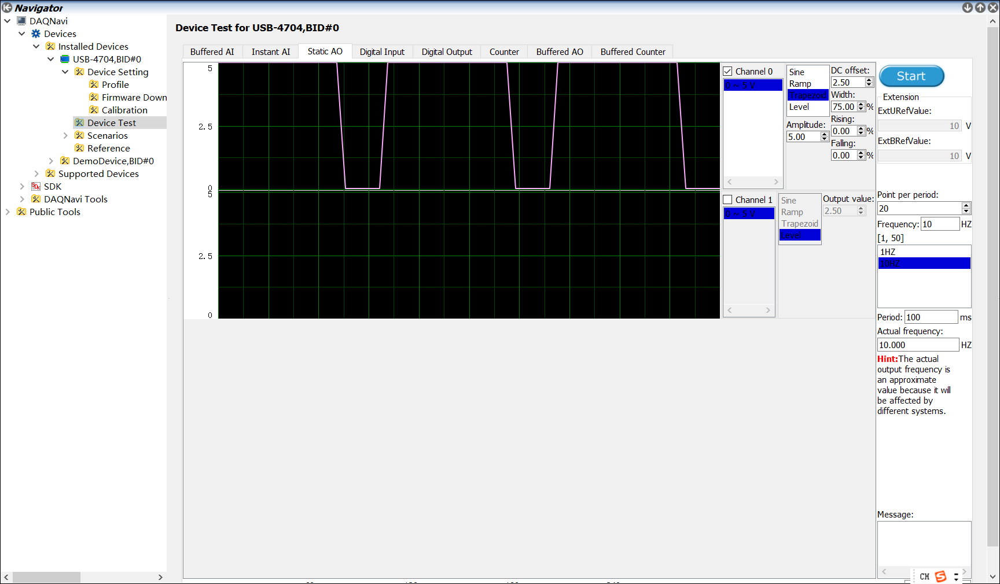 Navigator
DAQNavi
Devices
Installed Devices
USB-4704,BID#0
Device Setting
Profile
Firmware Down
Calibration
Device Test
Scenarios
Reference
DemoDevice,BID#0
Supported Devices
SDK
DAQNavi Tools
Public Tools
Device Test for USB-4704,BID#0
Buffered AI
Instant AI
Static AO
Digital Input
Digital Output
Counter
Buffered AO
Buffered Counter
5
2.5
0
5
2.5
0
Channel 0
0 ~ 5 V
Sine
Ramp
Trapezoid
Level
Amplitude:
5.00
DC offset:
2.50
Width:
75.00 %
Rising:
0.00 %
Falling:
0.00 %
Channel 1
0 ~ 5 V
Sine
Ramp
Trapezoid
Level
Output value:
2.50
Start
Extension
ExtURefValue:
10 V
ExtBRefValue:
10 V
Point per period:
20
Frequency: 10 HZ
[1, 50]
1HZ
10HZ
Period: 100 ms
Actual frequency:
10.000 HZ
Hint:The actual
output frequency is
an approximate
value because it will
be affected by
different systems.
Message:
CH